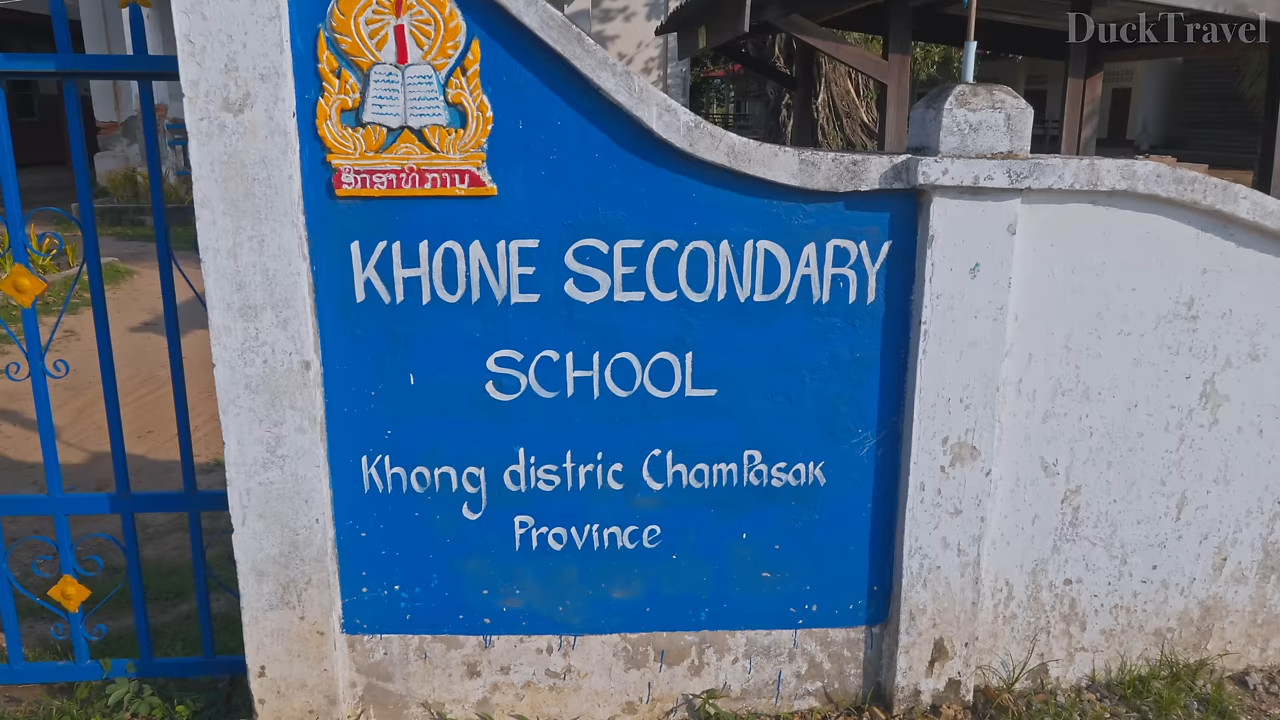 DuckTravel
ສຶກສາທິການ
KHONE SECONDARY
SCHOOL
Khong distric ChamPasak
Province